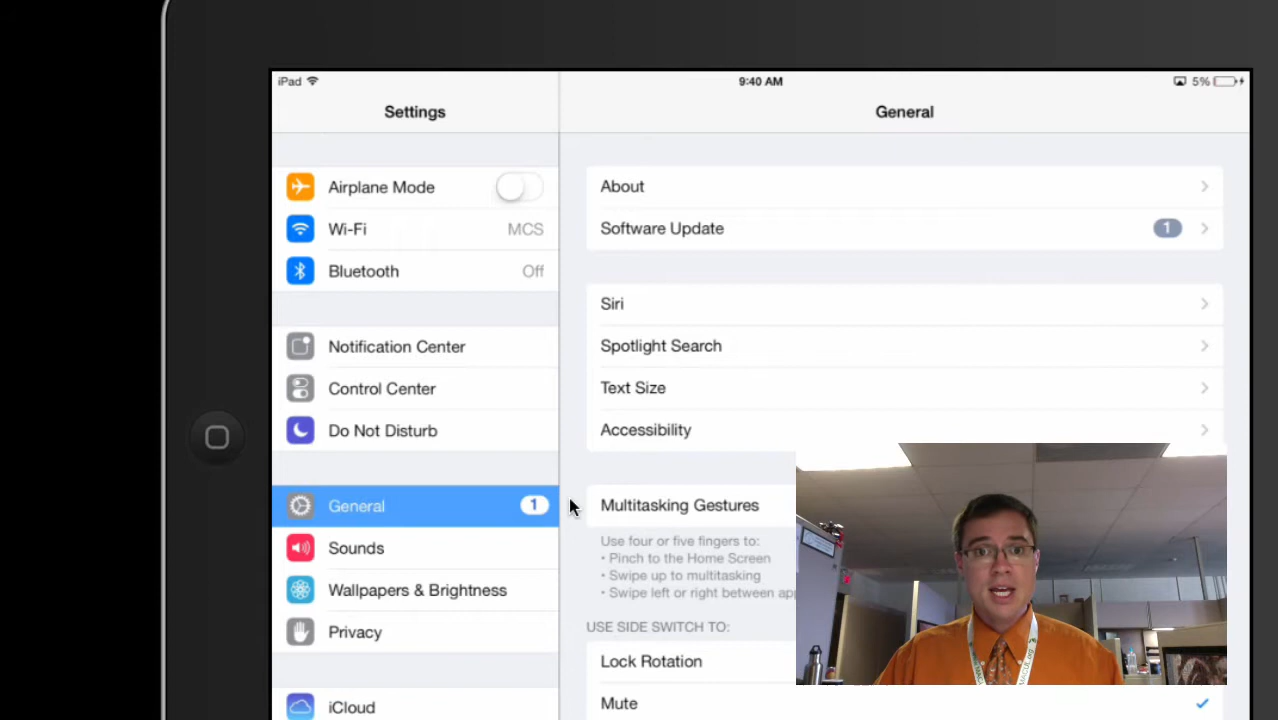 iPad 9:40 AM 5%
Settings
General
Airplane Mode
Wi-Fi MCS
Bluetooth Off
Notification Center
Control Center
Do Not Disturb
General 1
Sounds
Wallpapers & Brightness
Privacy
iCloud
About
Software Update 1
Siri
Spotlight Search
Text Size
Accessibility
Multitasking Gestures
Use four or five fingers to:
• Pinch to the Home Screen
• Swipe up to multitasking
• Swipe left or right between
USE SIDE SWITCH TO:
Lock Rotation
Mute